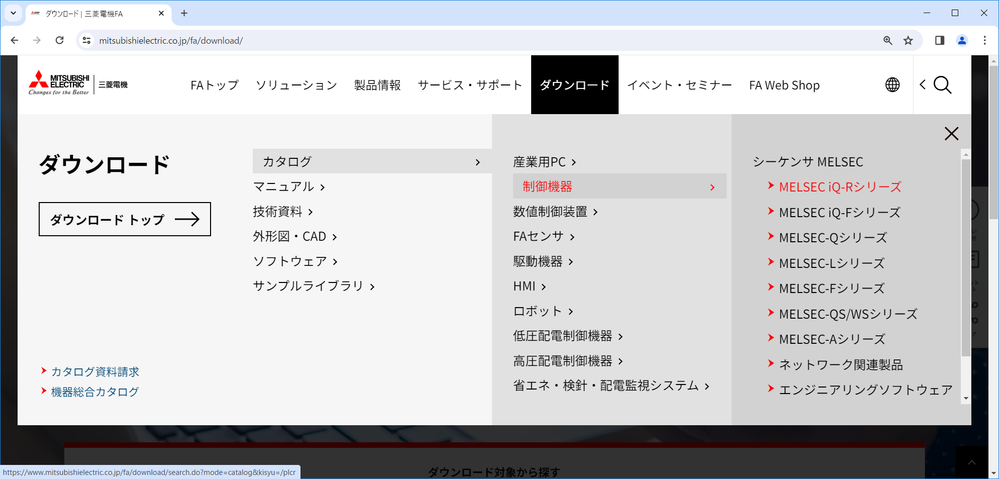 ダウンロード | 三菱電機FA
mitsubishielectric.co.jp/fa/download/
MITSUBISHI ELECTRIC
Changes for the Better
三菱電機
FAトップ ソリューション 製品情報 サービス・サポート ダウンロード イベント・セミナー FA Web Shop
ダウンロード
ダウンロード トップ
カタログ資料請求
機器総合カタログ
カタログ
マニュアル
技術資料
外形図・CAD
ソフトウェア
サンプルライブラリ
産業用PC
制御機器
数値制御装置
FAセンサ
駆動機器
HMI
ロボット
低圧配電制御機器
高圧配電制御機器
省エネ・検針・配電監視システム
シーケンサ MELSEC
MELSEC iQ-Rシリーズ
MELSEC iQ-Fシリーズ
MELSEC-Qシリーズ
MELSEC-Lシリーズ
MELSEC-Fシリーズ
MELSEC-QS/WSシリーズ
MELSEC-Aシリーズ
ネットワーク関連製品
エンジニアリングソフトウェア
ダウンロード対象から探す
https://www.mitsubishielectric.co.jp/fa/download/search.do?mode=catalog&kisyu=/plcr